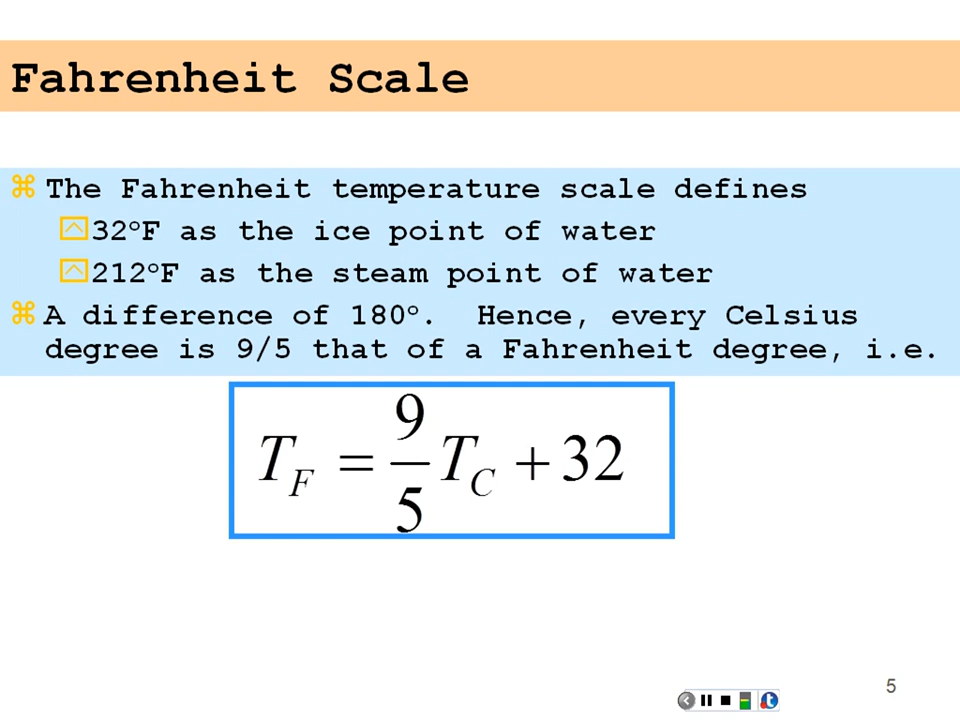 Fahrenheit Scale
The Fahrenheit temperature scale defines
32°F as the ice point of water
212°F as the steam point of water
A difference of 180°. Hence, every Celsius
degree is 9/5 that of a Fahrenheit degree, i.e.
T_F = 9/5 T_C + 32
5